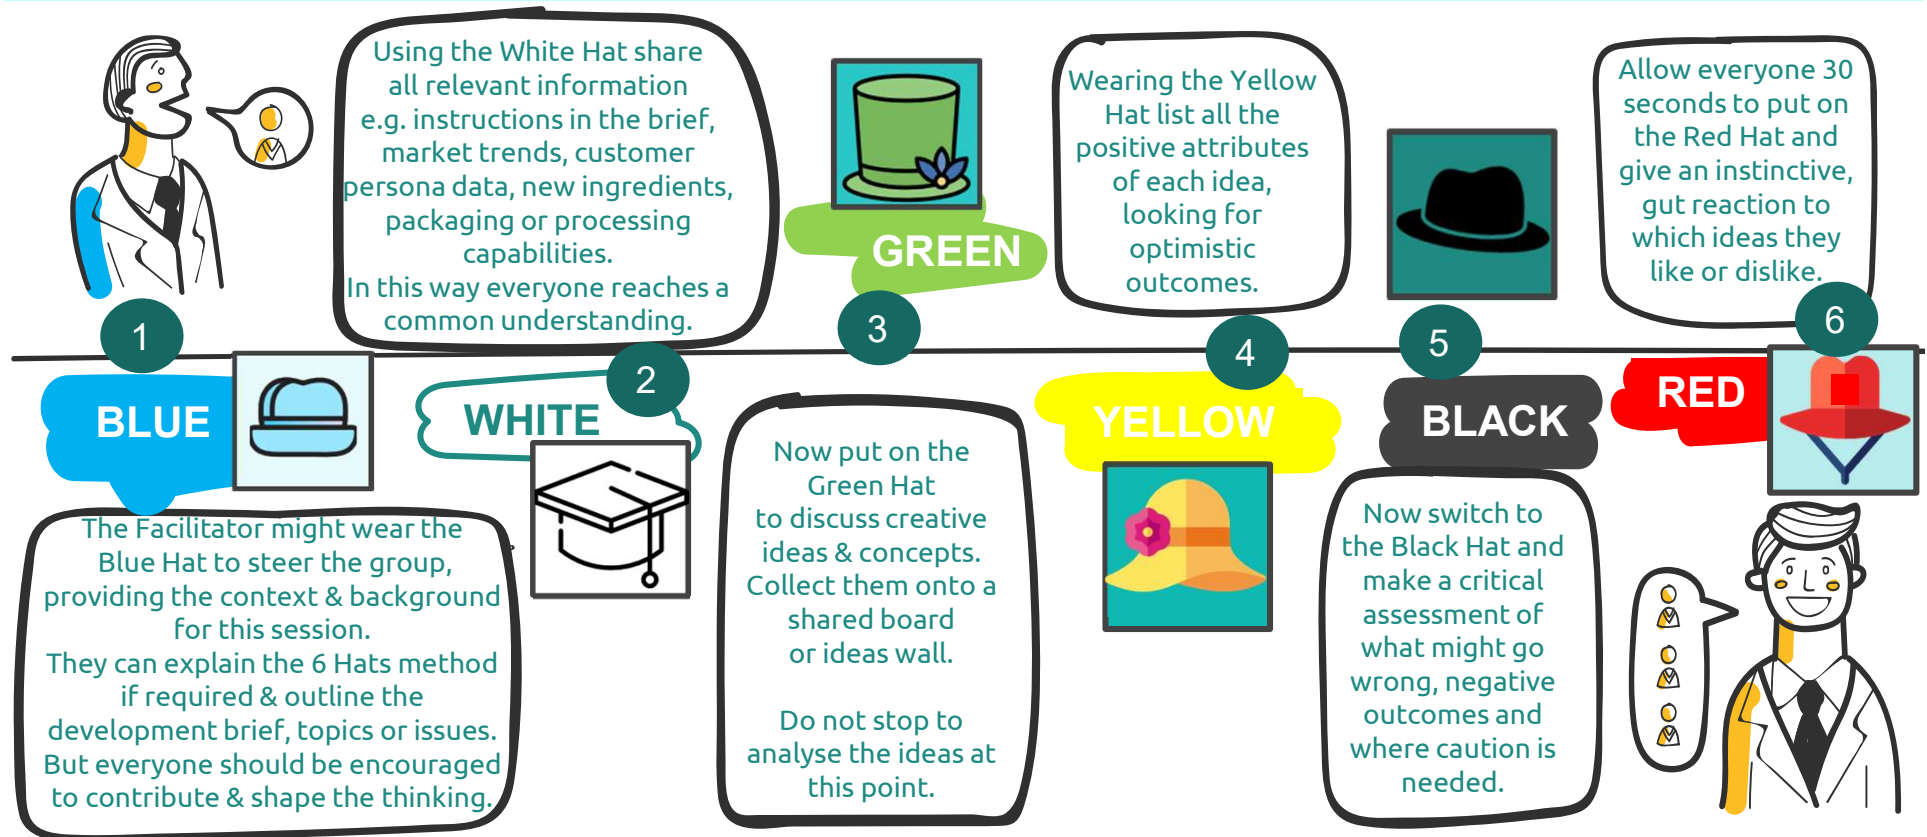 1
BLUE
The Facilitator might wear the
Blue Hat to steer the group,
providing the context & background
for this session.
They can explain the 6 Hats method
if required & outline the
development brief, topics or issues.
But everyone should be encouraged
to contribute & shape the thinking.
Using the White Hat share
all relevant information
e.g. instructions in the brief,
market trends, customer
persona data, new ingredients,
packaging or processing
capabilities.
In this way everyone reaches a
common understanding.
2
WHITE
GREEN
3
Now put on the
Green Hat
to discuss creative
ideas & concepts.
Collect them onto a
shared board
or ideas wall.
Do not stop to
analyse the ideas at
this point.
Wearing the Yellow
Hat list all the
positive attributes
of each idea,
looking for
optimistic
outcomes.
4
YELLOW
5
BLACK
Now switch to
the Black Hat and
make a critical
assessment of
what might go
wrong, negative
outcomes and
where caution is
needed.
Allow everyone 30
seconds to put on
the Red Hat and
give an instinctive,
gut reaction to
which ideas they
like or dislike.
6
RED